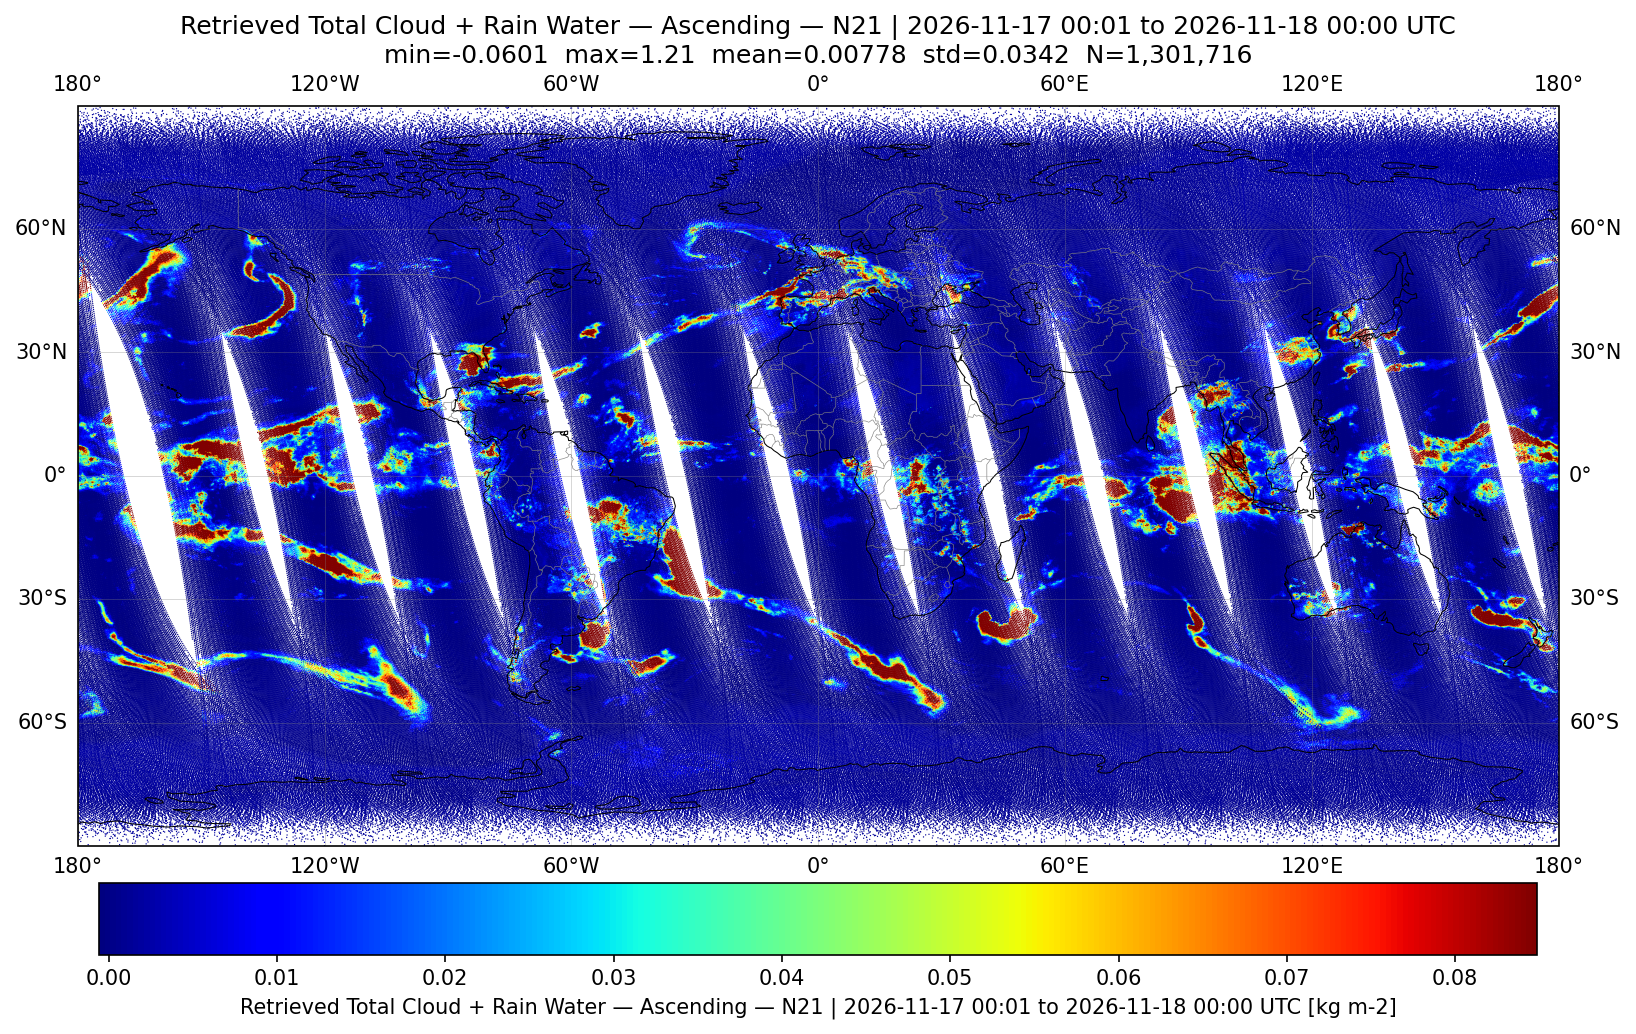 Retrieved Total Cloud + Rain Water — Ascending — N21 | 2026-11-17 00:01 to 2026-11-18 00:00 UTC
min=-0.0601  max=1.21  mean=0.00778  std=0.0342  N=1,301,716
180° 120°W 60°W 0° 60°E 120°E 180°
60°N 60°N
30°N 30°N
0° 0°
30°S 30°S
60°S 60°S
180° 120°W 60°W 0° 60°E 120°E 180°
0.00 0.01 0.02 0.03 0.04 0.05 0.06 0.07 0.08
Retrieved Total Cloud + Rain Water — Ascending — N21 | 2026-11-17 00:01 to 2026-11-18 00:00 UTC [kg m-2]